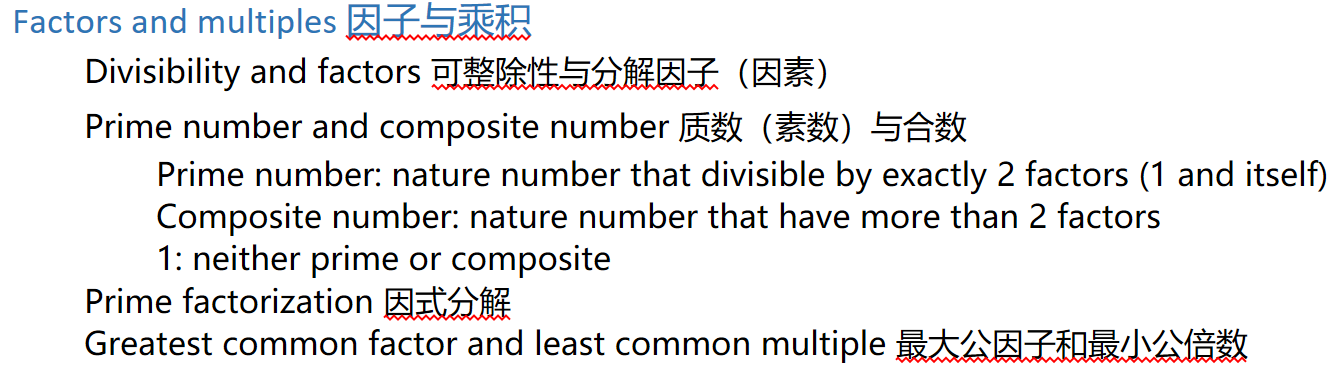 Factors and multiples 因子与乘积
Divisibility and factors 可整除性与分解因子（因素）
Prime number and composite number 质数（素数）与合数
Prime number: nature number that divisible by exactly 2 factors (1 and itself)
Composite number: nature number that have more than 2 factors
1: neither prime or composite
Prime factorization 因式分解
Greatest common factor and least common multiple 最大公因子和最小公倍数